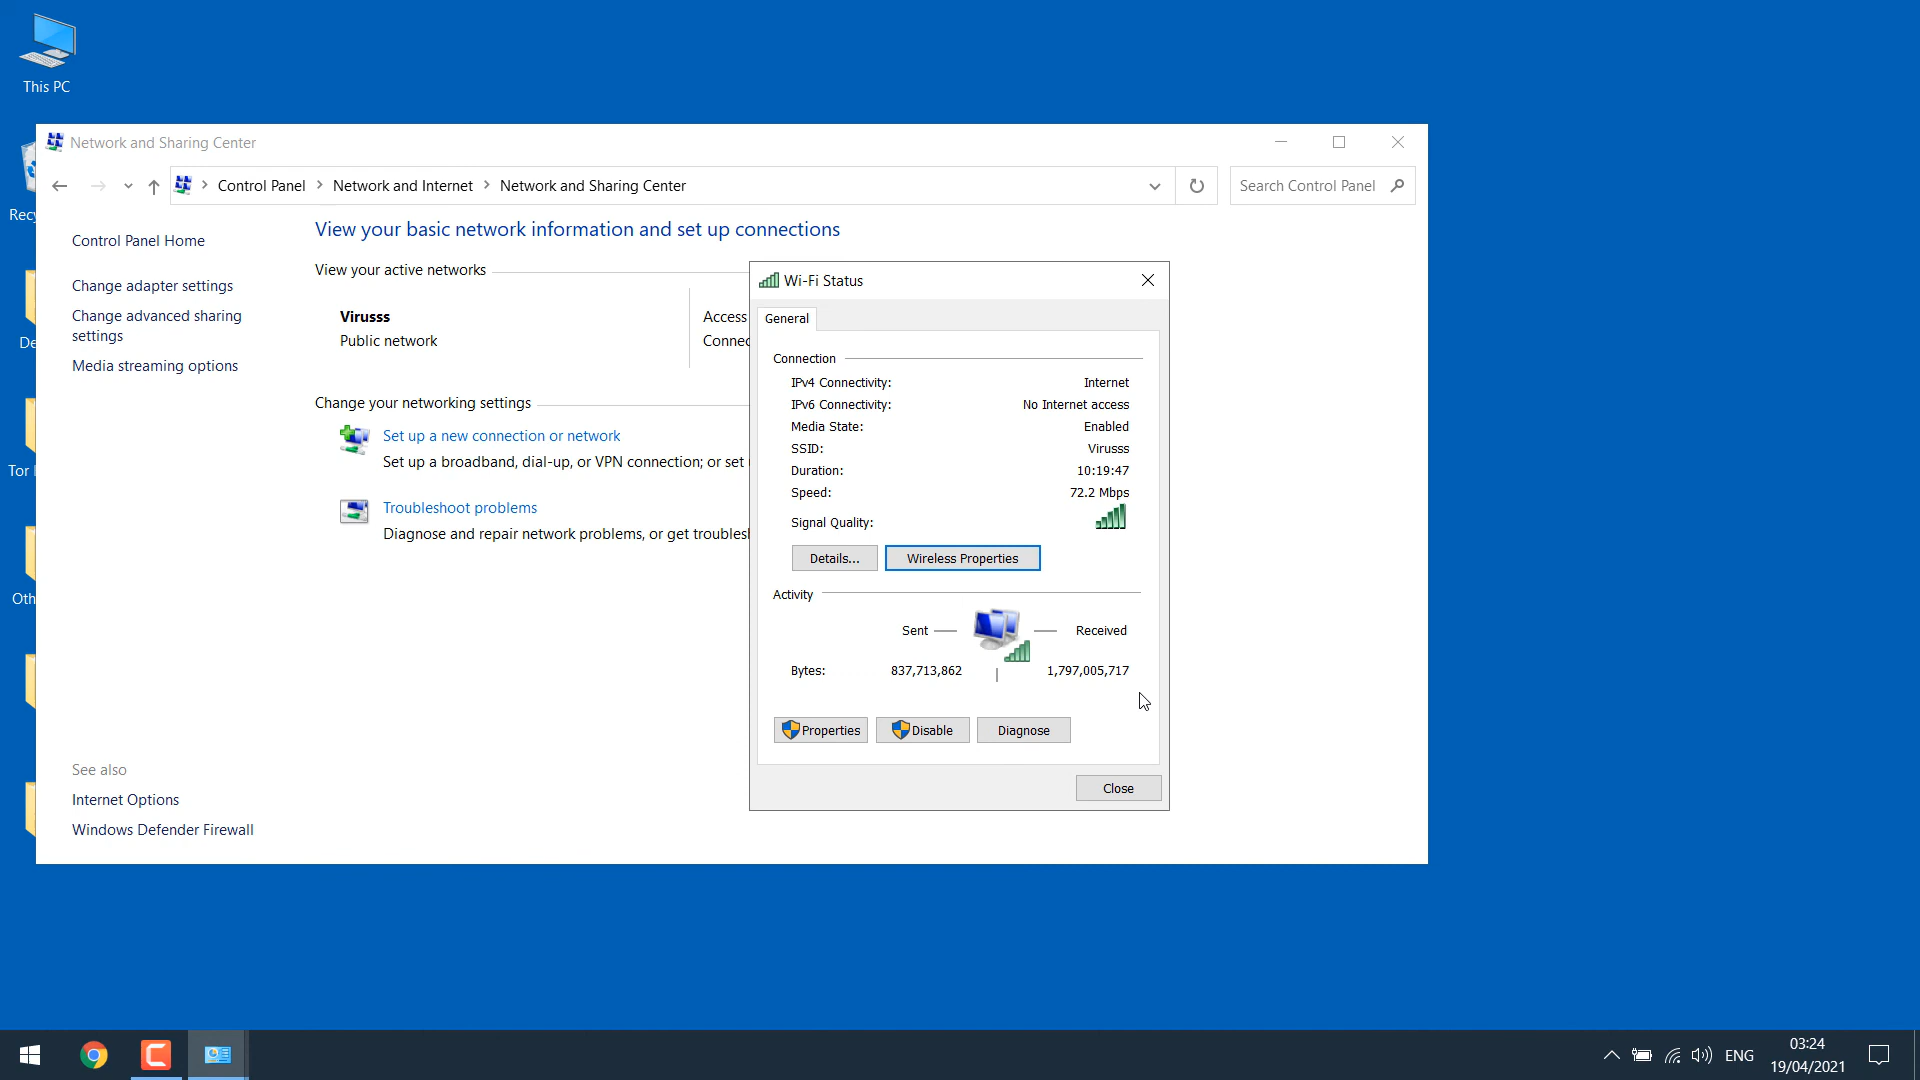 This PC
Network and Sharing Center
Control Panel
Network and Internet
Network and Sharing Center
Search Control Panel
Control Panel Home
Change adapter settings
Change advanced sharing
settings
Media streaming options
See also
Internet Options
Windows Defender Firewall
View your basic network information and set up connections
View your active networks
Virusss
Public network
Access
Change your networking settings
Set up a new connection or network
Set up a broadband, dial-up, or VPN connection; or set
Troubleshoot problems
Diagnose and repair network problems, or get
Wi-Fi Status
General
Connection
IPv4 Connectivity: Internet
IPv6 Connectivity: No Internet access
Media State: Enabled
SSID: Virusss
Duration: 10:19:47
Speed: 72.2 Mbps
Signal Quality:
Details... Wireless Properties
Activity
Sent Received
Bytes: 837,713,862 1,797,005,717
Properties Disable Diagnose
Close
Tor
ENG
03:24
19/04/2021